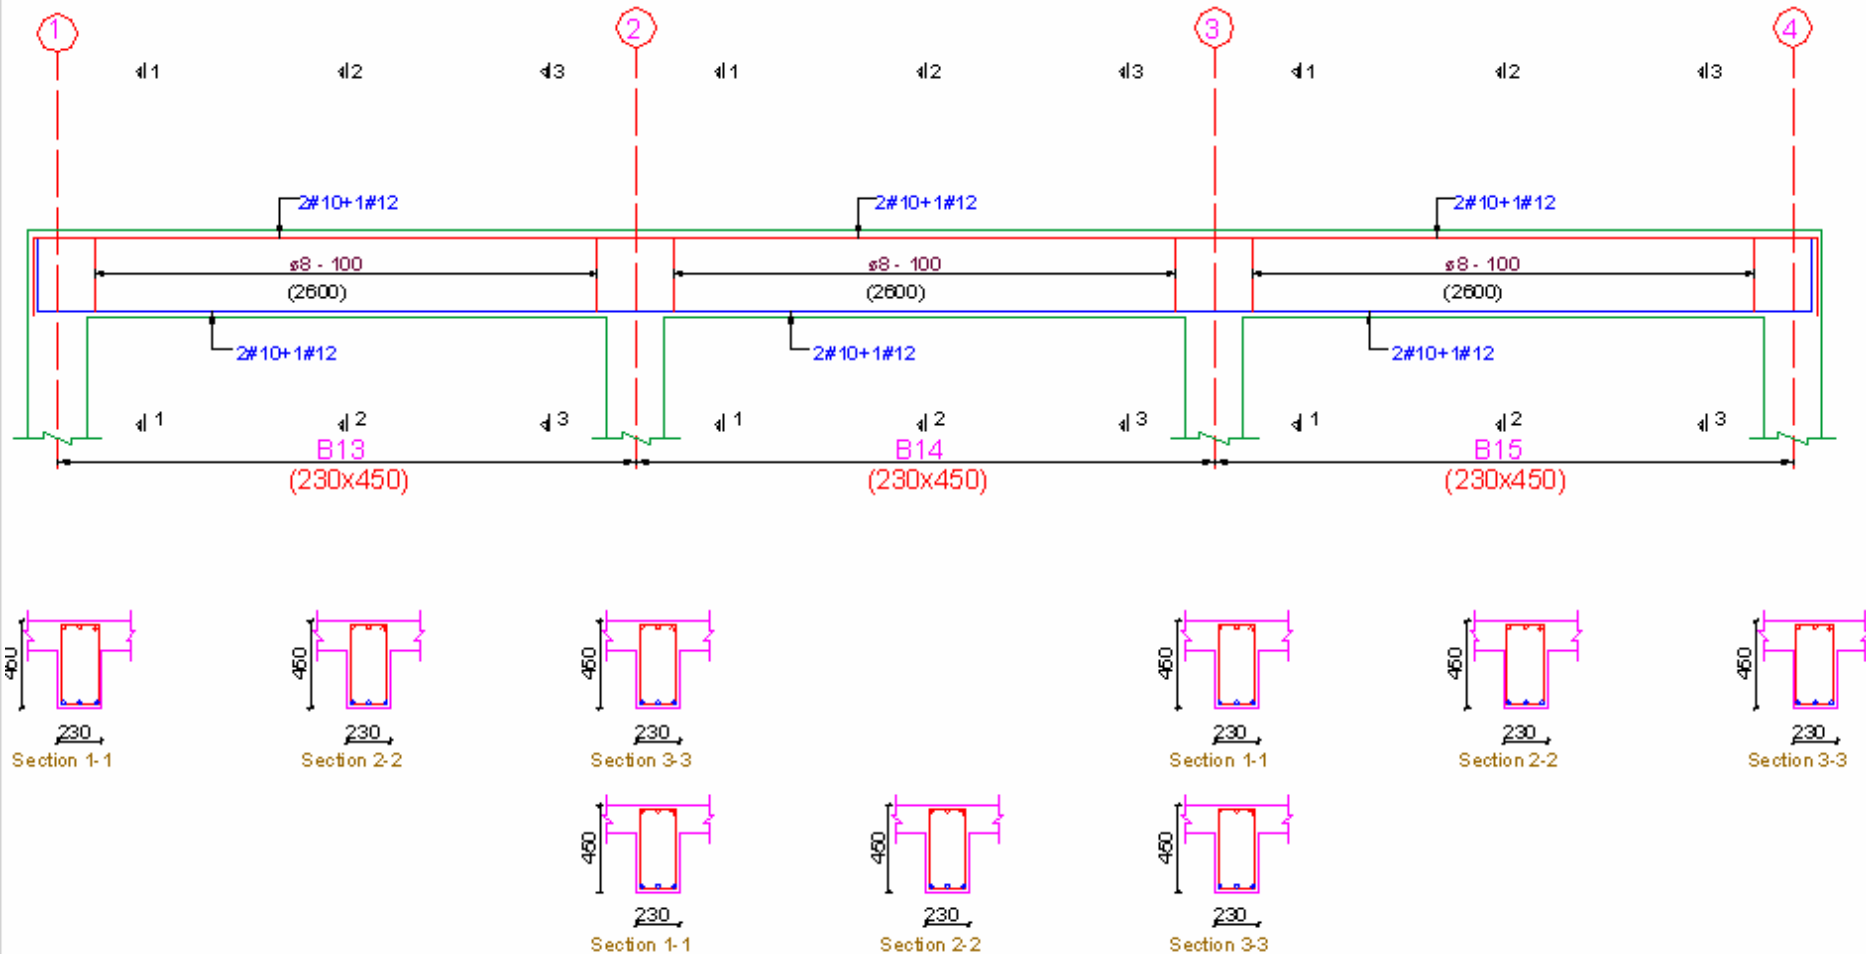 1 2 3 4
1 2 3 1 2 3 1 2 3
2#10+1#12 2#10+1#12 2#10+1#12
ø8 - 100 ø8 - 100 ø8 - 100
(2600) (2600) (2600)
2#10+1#12 2#10+1#12 2#10+1#12
1 2 3 1 2 3 1 2 3
B13 B14 B15
(230x450) (230x450) (230x450)
450 450 450 450 450 450
230 230 230 230 230 230
Section 1-1 Section 2-2 Section 3-3 Section 1-1 Section 2-2 Section 3-3
450 450 450
230 230 230
Section 1-1 Section 2-2 Section 3-3